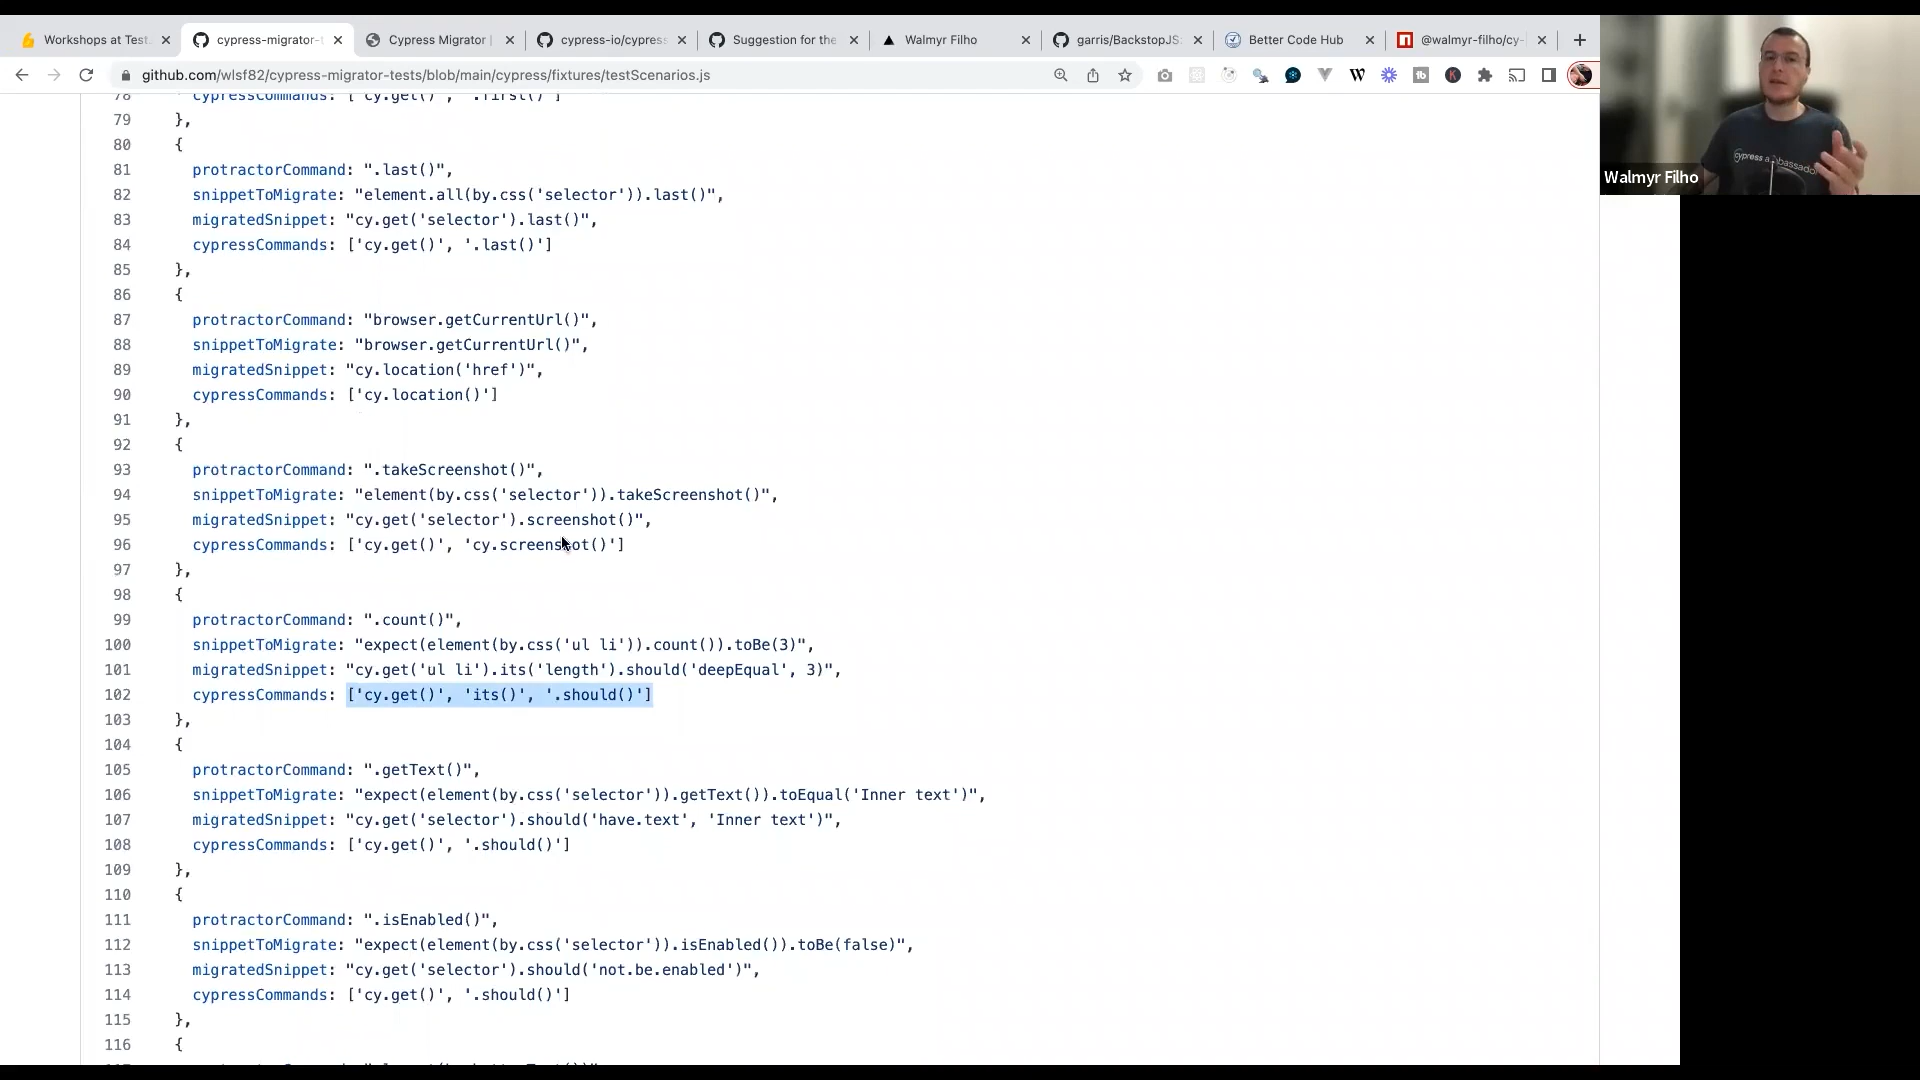 Workshops at Test
cypress-migrator-t
Cypress Migrator |
cypress-io/cypress
Suggestion for the
Walmyr Filho
garris/BackstopJS:
Better Code Hub
@walmyr-filho/cy-
github.com/wlsf82/cypress-migrator-tests/blob/main/cypress/fixtures/testScenarios.js
Walmyr Filho
78 cypressCommands: ['cy.get()', '.first()']
79 },
80 {
81 protractorCommand: ".last()",
82 snippetToMigrate: "element.all(by.css('selector')).last()",
83 migratedSnippet: "cy.get('selector').last()",
84 cypressCommands: ['cy.get()', '.last()']
85 },
86 {
87 protractorCommand: "browser.getCurrentUrl()",
88 snippetToMigrate: "browser.getCurrentUrl()",
89 migratedSnippet: "cy.location('href')",
90 cypressCommands: ['cy.location()']
91 },
92 {
93 protractorCommand: ".takeScreenshot()",
94 snippetToMigrate: "element(by.css('selector')).takeScreenshot()",
95 migratedSnippet: "cy.get('selector').screenshot()",
96 cypressCommands: ['cy.get()', 'cy.screenshot()']
97 },
98 {
99 protractorCommand: ".count()",
100 snippetToMigrate: "expect(element(by.css('ul li')).count()).toBe(3)",
101 migratedSnippet: "cy.get('ul li').its('length').should('deepEqual', 3)",
102 cypressCommands: ['cy.get()', 'its()', '.should()']
103 },
104 {
105 protractorCommand: ".getText()",
106 snippetToMigrate: "expect(element(by.css('selector')).getText()).toEqual('Inner text')",
107 migratedSnippet: "cy.get('selector').should('have.text', 'Inner text')",
108 cypressCommands: ['cy.get()', '.should()']
109 },
110 {
111 protractorCommand: ".isEnabled()",
112 snippetToMigrate: "expect(element(by.css('selector')).isEnabled()).toBe(false)",
113 migratedSnippet: "cy.get('selector').should('not.be.enabled')",
114 cypressCommands: ['cy.get()', '.should()']
115 },
116 {